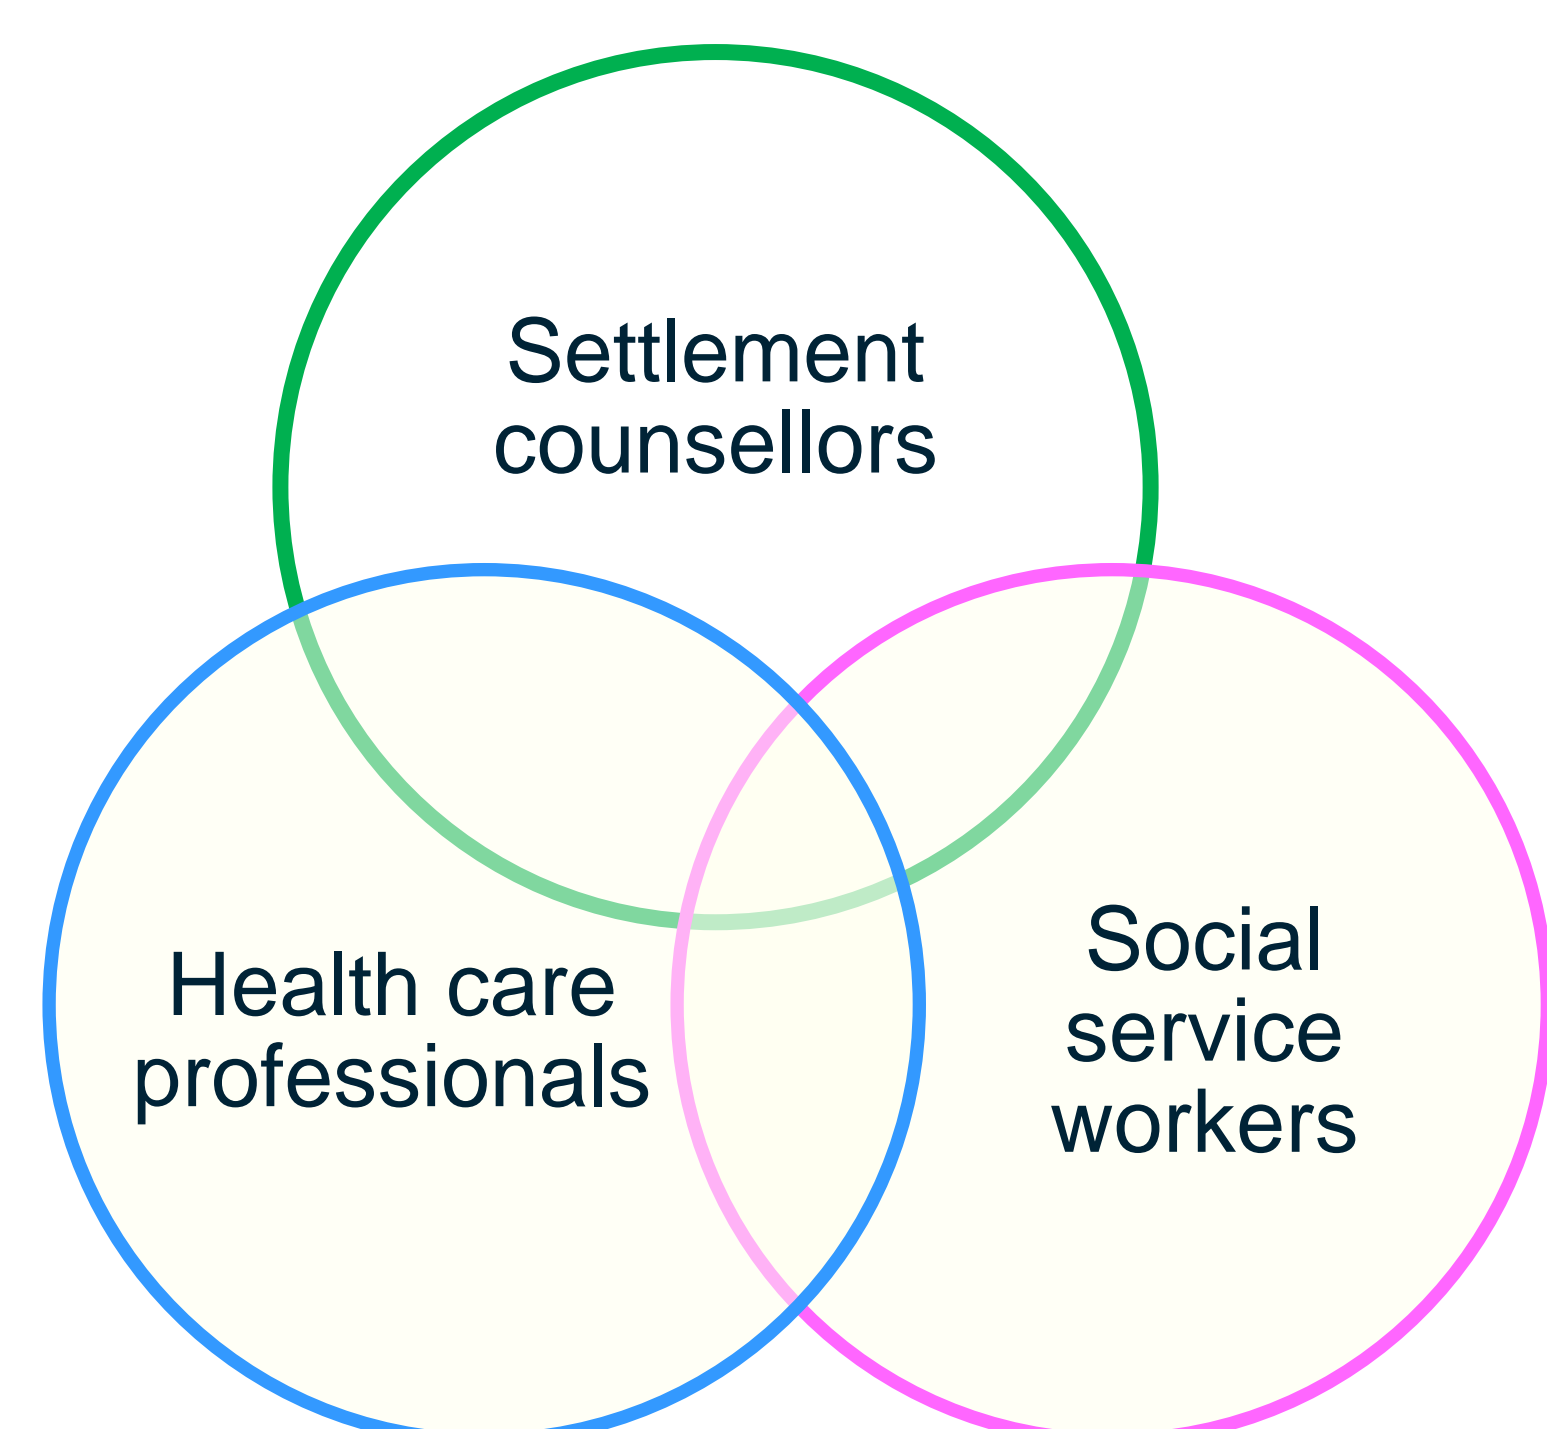 Settlement
counsellors
Health care
professionals
Social
service
workers